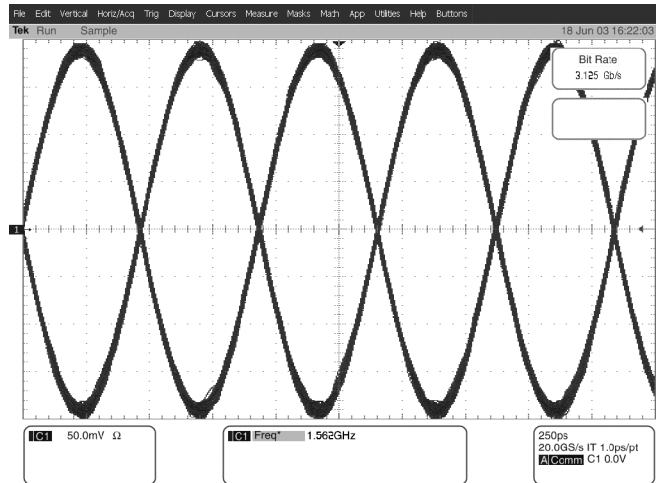 File Edit Vertical Horiz/Acq Trig Display Cursors Measure Masks Math App Utilities Help Buttons
Tek Run Sample 18 Jun 03 16:22:03
Bit Rate
3.125 Gb/s
1
C1 50.0mV Ω
C1 Freq* 1.562GHz
250ps
20.0GS/s IT 1.0ps/pt
A Comm C1 0.0V